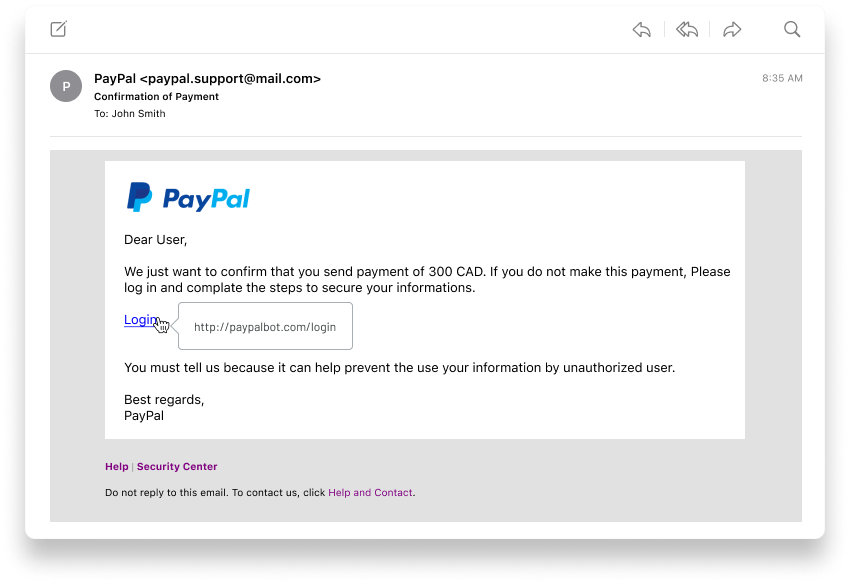 P
PayPal <paypal.support@mail.com>
8:35 AM
Confirmation of Payment
To: John Smith
PayPal
Dear User,
We just want to confirm that you send payment of 300 CAD. If you do not make this payment, Please
log in and complate the steps to secure your informations.
Login
http://paypalbot.com/login
You must tell us because it can help prevent the use your information by unauthorized user.
Best regards,
PayPal
Help | Security Center
Do not reply to this email. To contact us, click Help and Contact.